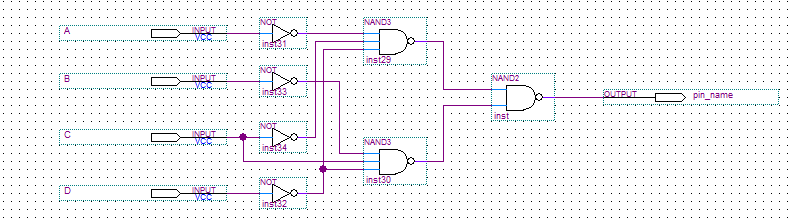 NOT NAND3
A INPUT VCC
inst31
inst29
NOT
B INPUT VCC
inst33
NAND2
OUTPUT pin_name
inst
NOT
C INPUT VCC
inst34
NAND3
inst30
NOT
D INPUT VCC
inst32